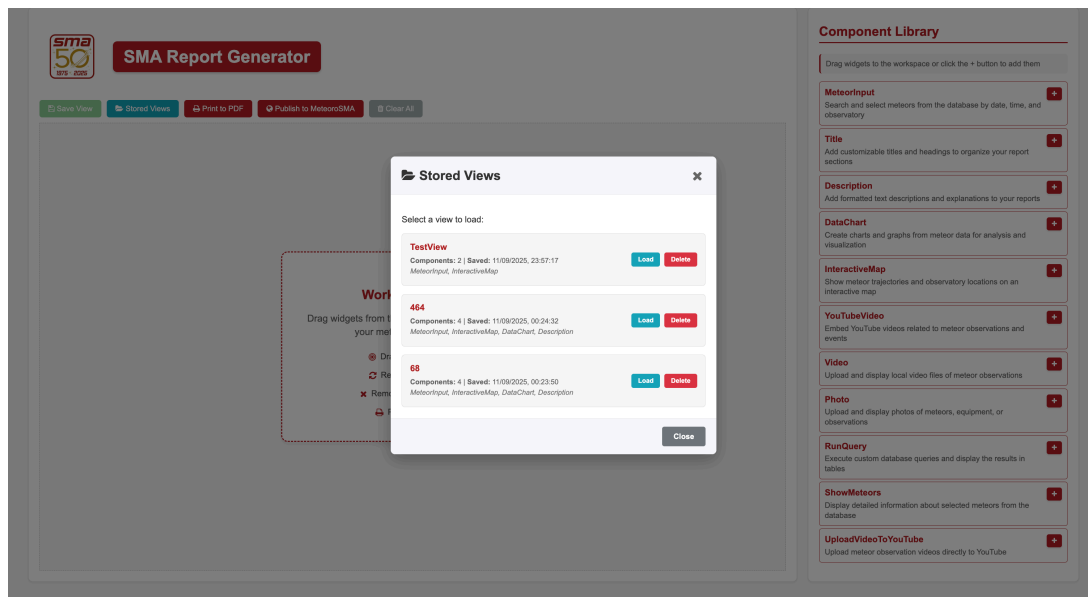 sma
50
1975 - 2025
SMA Report Generator
Save View
Stored Views
Print to PDF
Publish to MeteoroSMA
Clear All
Work
Drag widgets from t
your met
Dra
Re
Remo
P
Stored Views
Select a view to load:
TestView
Components: 2 | Saved: 11/09/2025, 23:57:17
MeteorInput, InteractiveMap
Load
Delete
464
Components: 4 | Saved: 11/09/2025, 00:24:32
MeteorInput, InteractiveMap, DataChart, Description
Load
Delete
68
Components: 4 | Saved: 11/09/2025, 00:23:50
MeteorInput, InteractiveMap, DataChart, Description
Load
Delete
Close
Component Library
Drag widgets to the workspace or click the + button to add them
MeteorInput
Search and select meteors from the database by date, time, and
observatory
Title
Add customizable titles and headings to organize your report
sections
Description
Add formatted text descriptions and explanations to your reports
DataChart
Create charts and graphs from meteor data for analysis and
visualization
InteractiveMap
Show meteor trajectories and observatory locations on an
interactive map
YouTubeVideo
Embed YouTube videos related to meteor observations and
events
Video
Upload and display local video files of meteor observations
Photo
Upload and display photos of meteors, equipment, or
observations
RunQuery
Execute custom database queries and display the results in
tables
ShowMeteors
Display detailed information about selected meteors from the
database
UploadVideoToYouTube
Upload meteor observation videos directly to YouTube